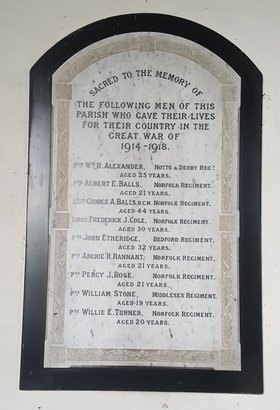 SACRED TO THE MEMORY OF
THE FOLLOWING MEN OF THIS
PARISH WHO GAVE THEIR LIVES
FOR THEIR COUNTRY IN THE
GREAT WAR OF
1914-1918.
PTE WM R. ALEXANDER, NOTTS & DERBY REGT
AGED 25 YEARS.
PTE ALBERT E. BALLS, NORFOLK REGIMENT.
AGED 21 YEARS.
GEORGE A. BALLS, D.C.M. NORFOLK REGIMENT.
AGED 44 YEARS.
LIEUT FREDERICK J. COLE, NORFOLK REGIMENT.
AGED 30 YEARS.
PTE JOHN ETHERIDGE, BEDFORD REGIMENT.
AGED 32 YEARS.
PTE ARCHIE H. HANNANT, NORFOLK REGIMENT.
AGED 21 YEARS.
PTE PERCY J. ROSE, NORFOLK REGIMENT.
AGED 21 YEARS.
PTE WILLIAM STONE, MIDDLESEX REGIMENT.
AGED 19 YEARS.
PTE WILLIE E. TURNER, NORFOLK REGIMENT.
AGED 20 YEARS.